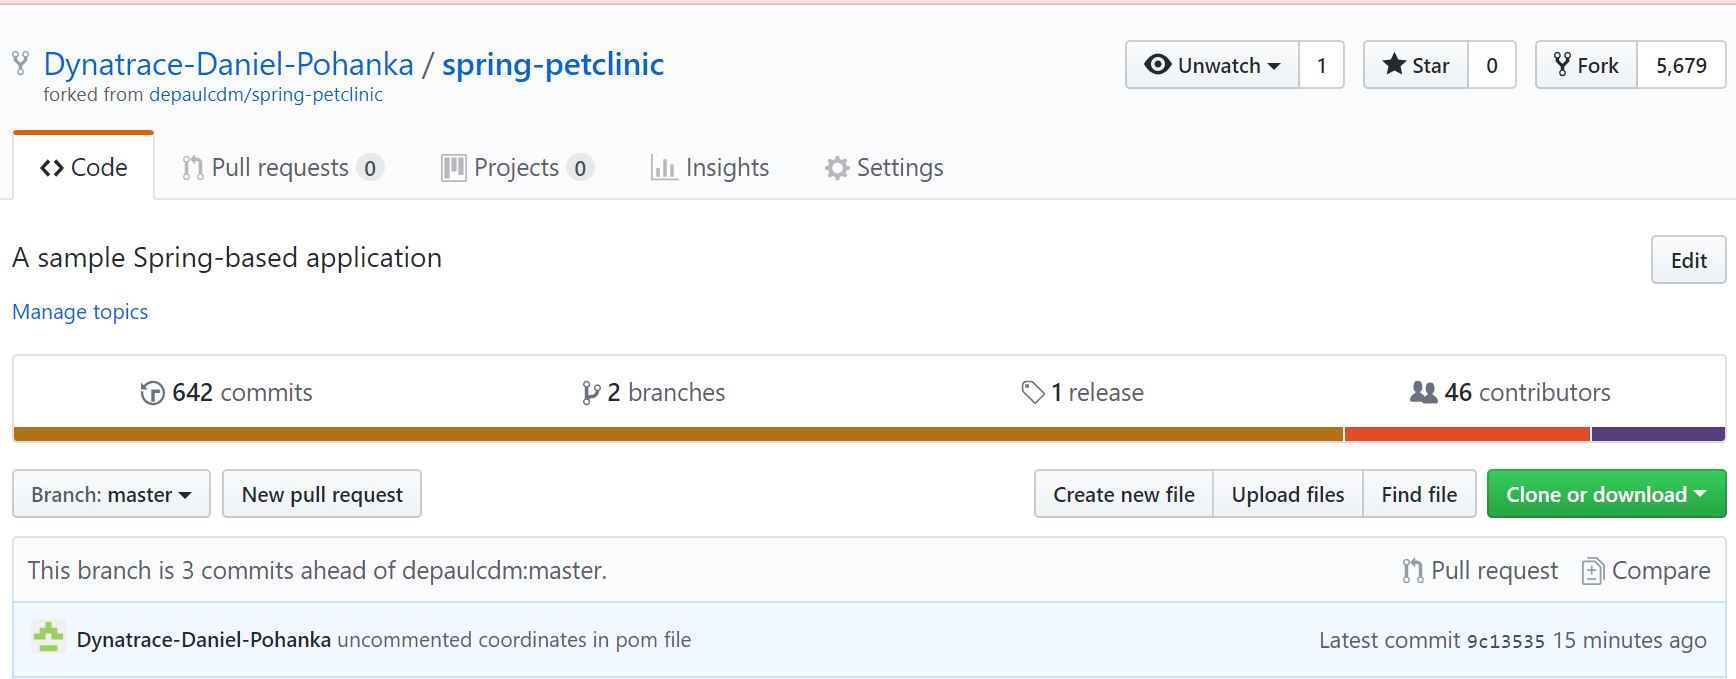 Dynatrace-Daniel-Pohanka / spring-petclinic
forked from depaulcdm/spring-petclinic
Unwatch 1 Star 0 Fork 5,679
Code Pull requests 0 Projects 0 Insights Settings
A sample Spring-based application
Edit
Manage topics
642 commits 2 branches 1 release 46 contributors
Branch: master New pull request Create new file Upload files Find file Clone or download
This branch is 3 commits ahead of depaulcdm:master. Pull request Compare
Dynatrace-Daniel-Pohanka uncommented coordinates in pom file Latest commit 9c13535 15 minutes ago